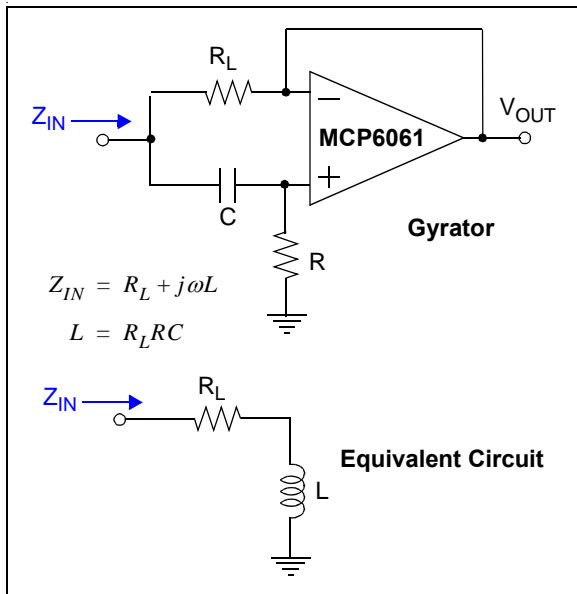 R_L
Z_IN
V_OUT
−
MCP6061
+
C
Gyrator
R
Z_IN = R_L + jωL
L = R_L RC
R_L
Z_IN
Equivalent Circuit
L